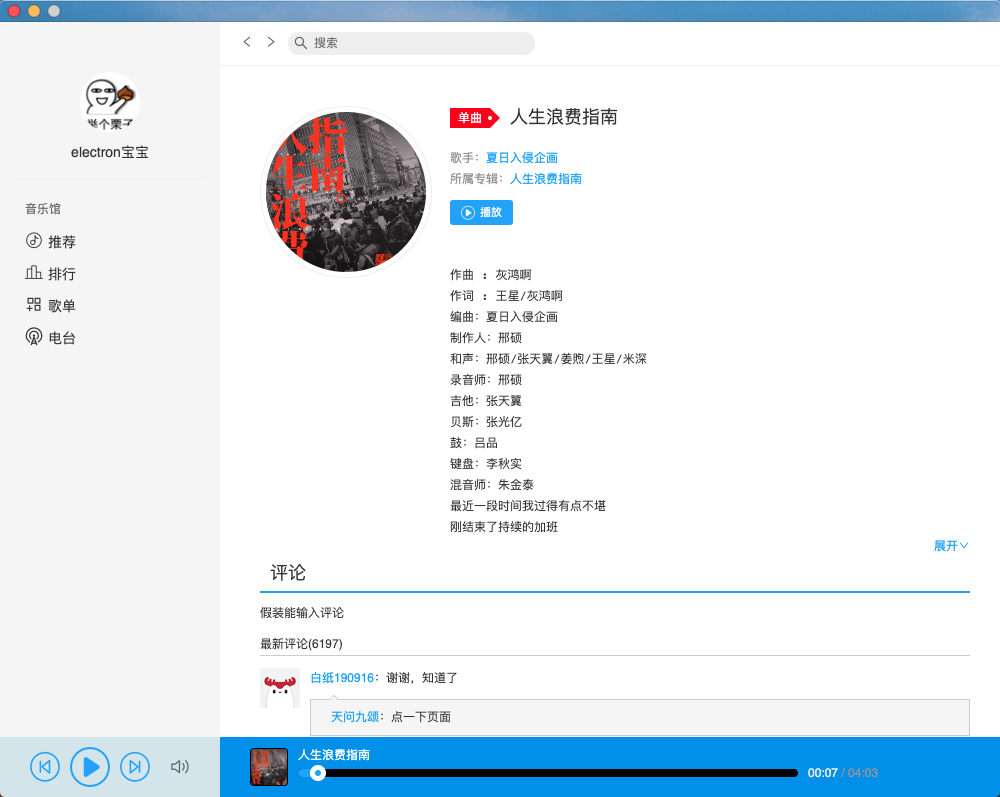 搜索
举个栗子
electron宝宝
音乐馆
推荐
排行
歌单
电台
指南。
人生浪费
单曲
人生浪费指南
歌手：夏日入侵企画
所属专辑：人生浪费指南
播放
作曲 ：灰鸿啊
作词 ：王星/灰鸿啊
编曲：夏日入侵企画
制作人：邢硕
和声：邢硕/张天翼/姜煦/王星/米深
录音师：邢硕
吉他：张天翼
贝斯：张光亿
鼓：吕品
键盘：李秋实
混音师：朱金泰
最近一段时间我过得有点不堪
刚结束了持续的加班
展开
评论
假装能输入评论
最新评论(6197)
白纸190916：谢谢，知道了
天问九颂：点一下页面
人生浪费指南
00:07 / 04:03